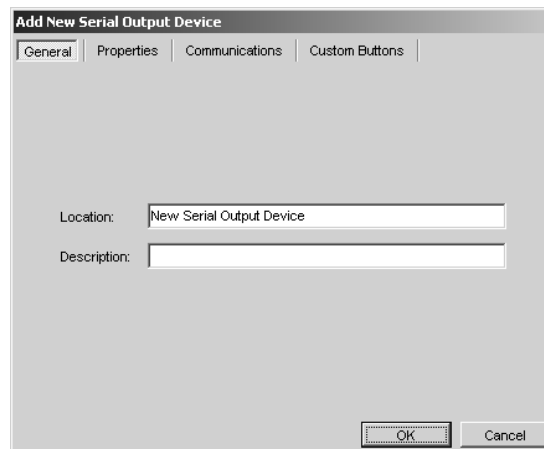 Add New Serial Output Device
General Properties Communications Custom Buttons
Location: New Serial Output Device
Description:
OK Cancel